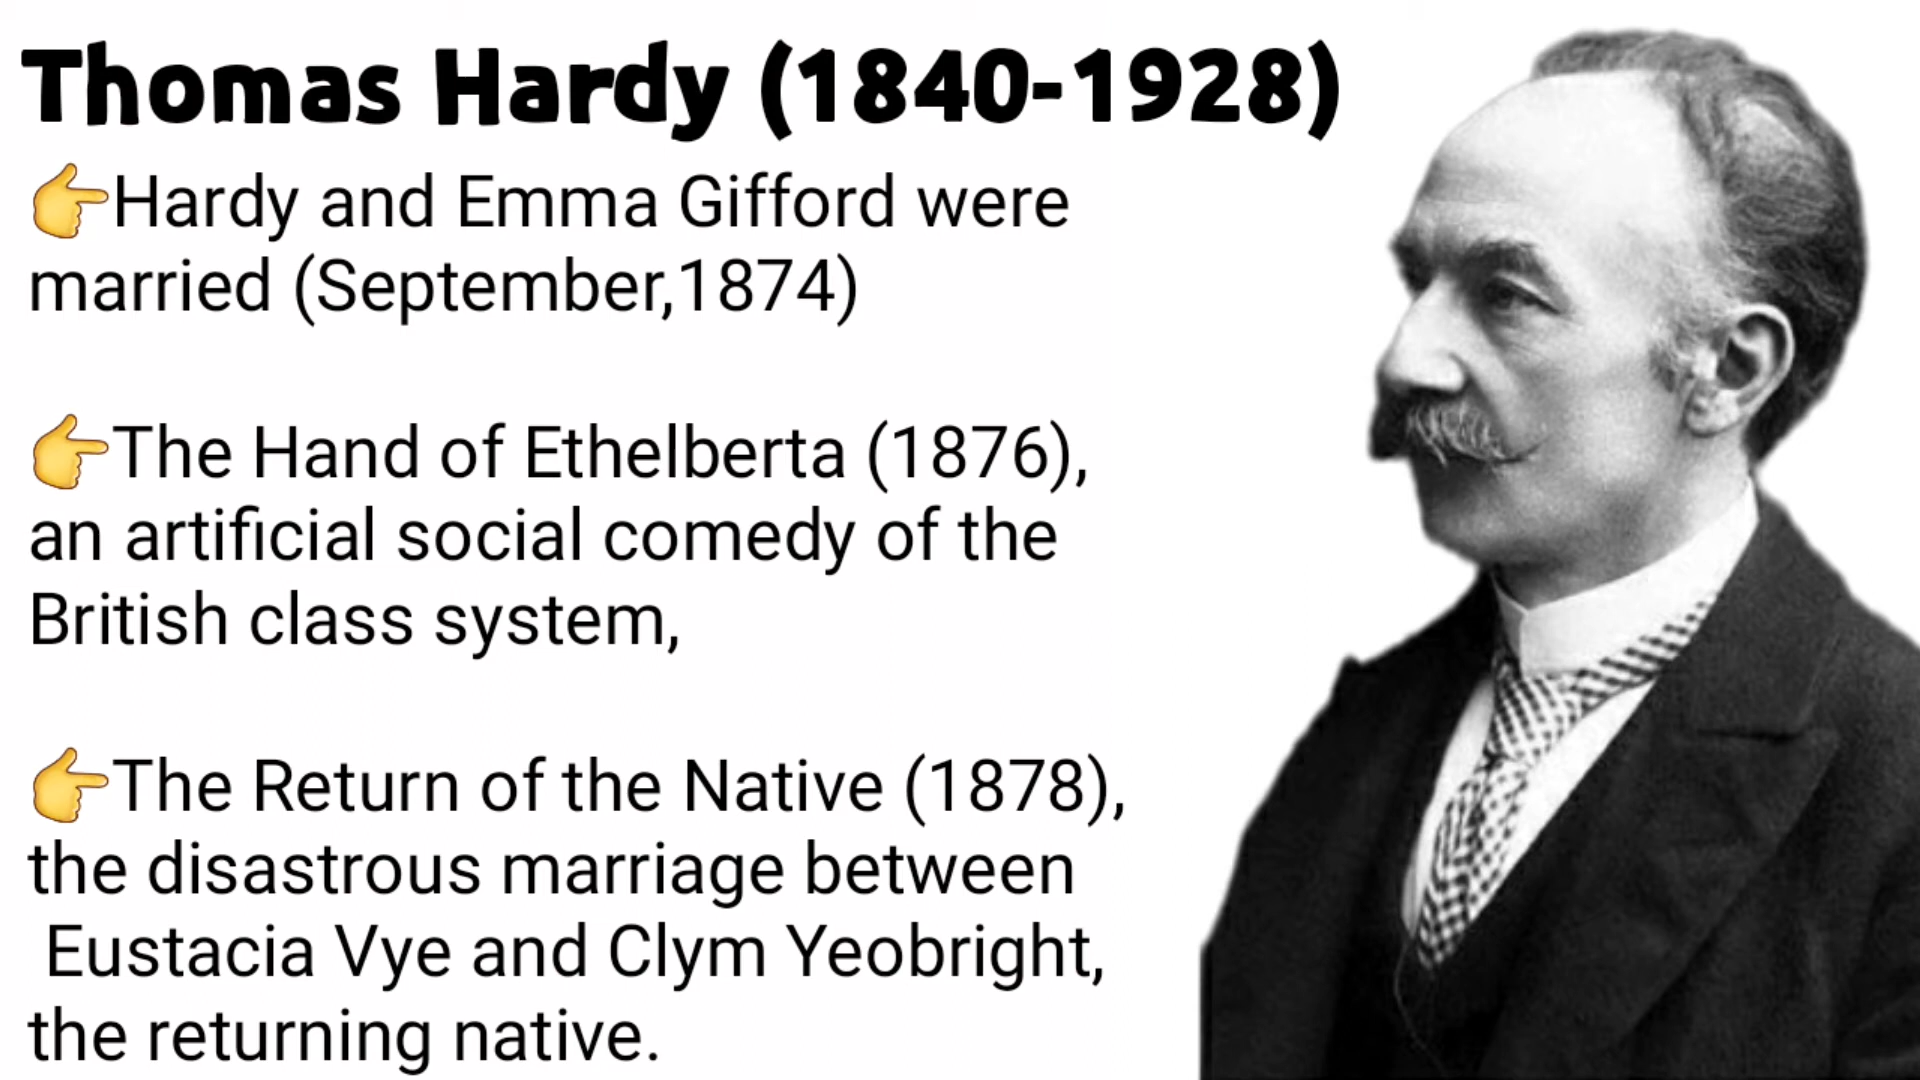 Thomas Hardy (1840-1928)
👉Hardy and Emma Gifford were
married (September,1874)
👉The Hand of Ethelberta (1876),
an artificial social comedy of the
British class system,
👉The Return of the Native (1878),
the disastrous marriage between
Eustacia Vye and Clym Yeobright,
the returning native.